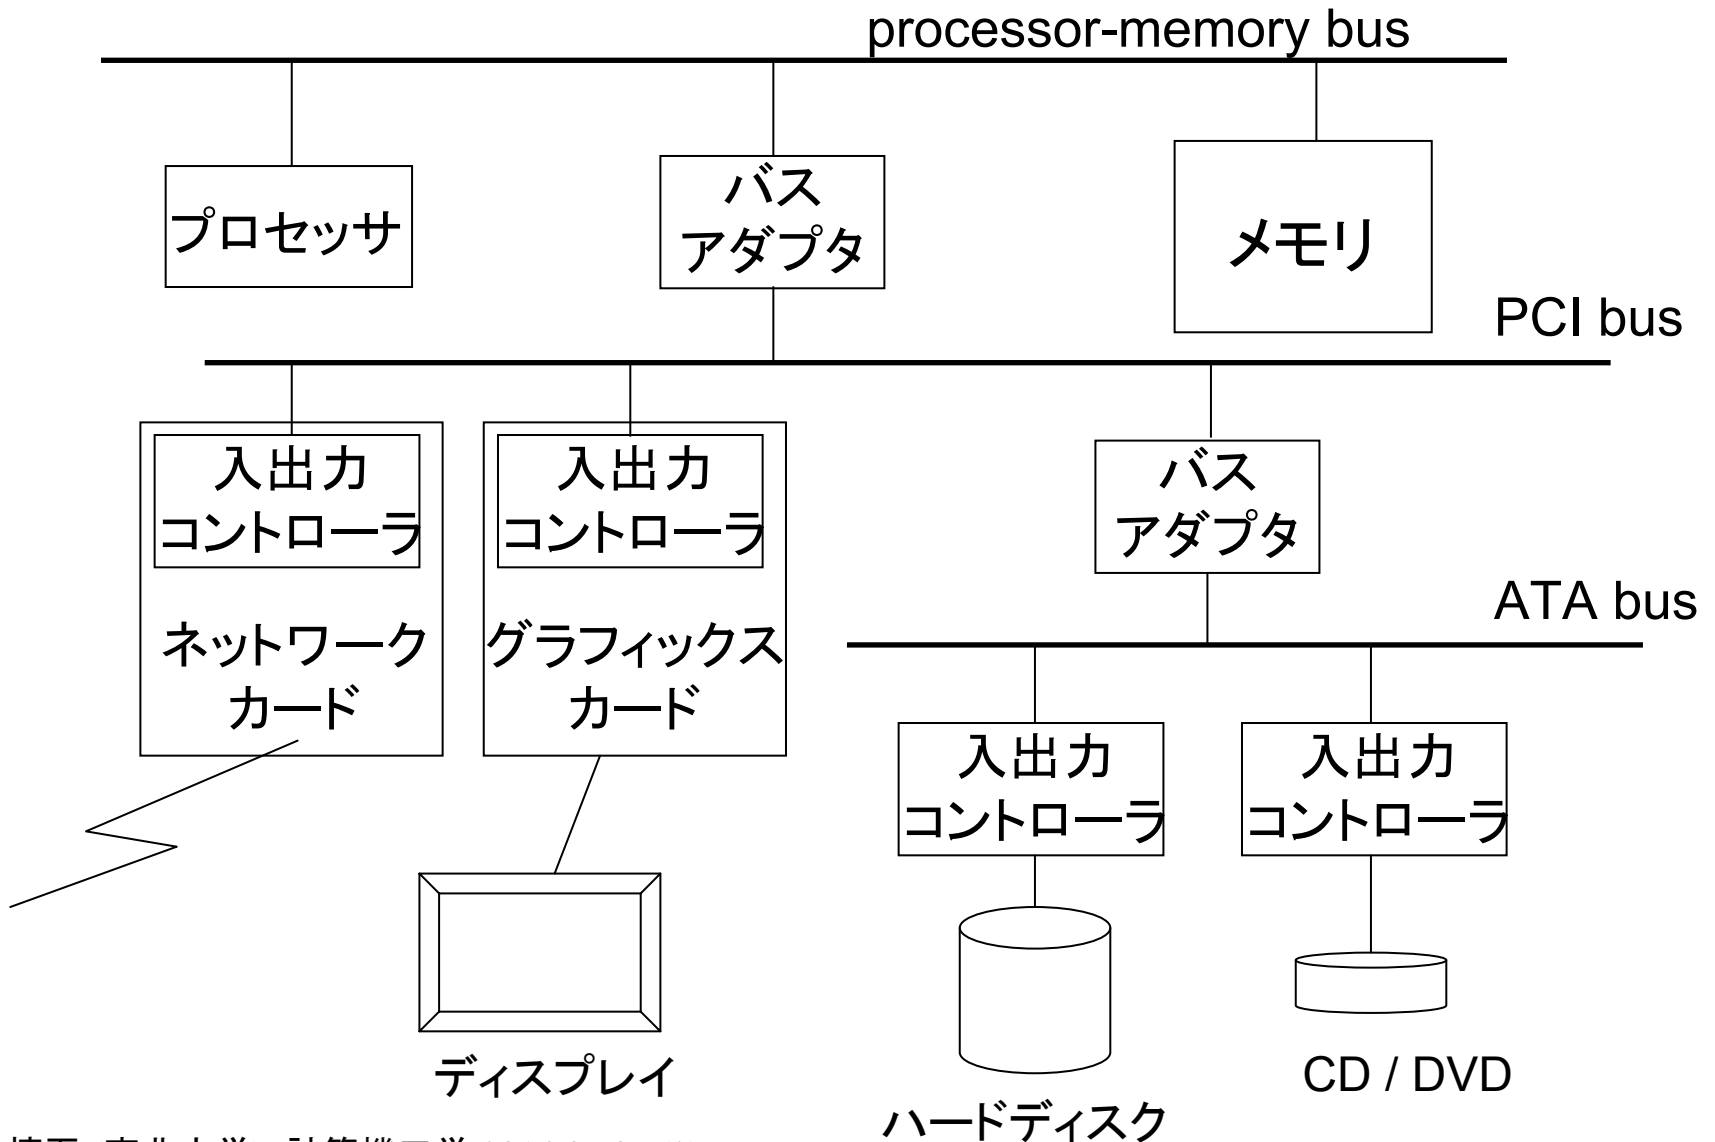 processor-memory bus
プロセッサ
バス
アダプタ
メモリ
PCI bus
入出力
コントローラ
ネットワーク
カード
入出力
コントローラ
グラフィックス
カード
バス
アダプタ
ATA bus
入出力
コントローラ
入出力
コントローラ
ディスプレイ
ハードディスク
CD / DVD